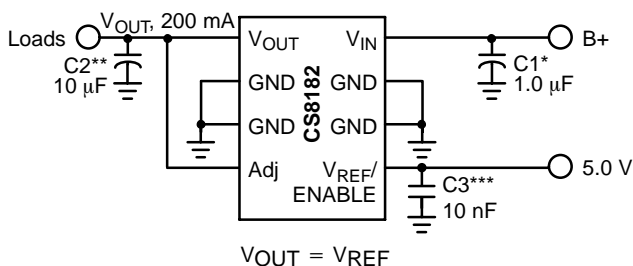 VOUT, 200 mA
Loads
C2**
10 μF
VOUT
GND
GND
Adj
CS8182
VIN
GND
GND
VREF/
ENABLE
B+
C1*
1.0 μF
5.0 V
C3***
10 nF
VOUT = VREF